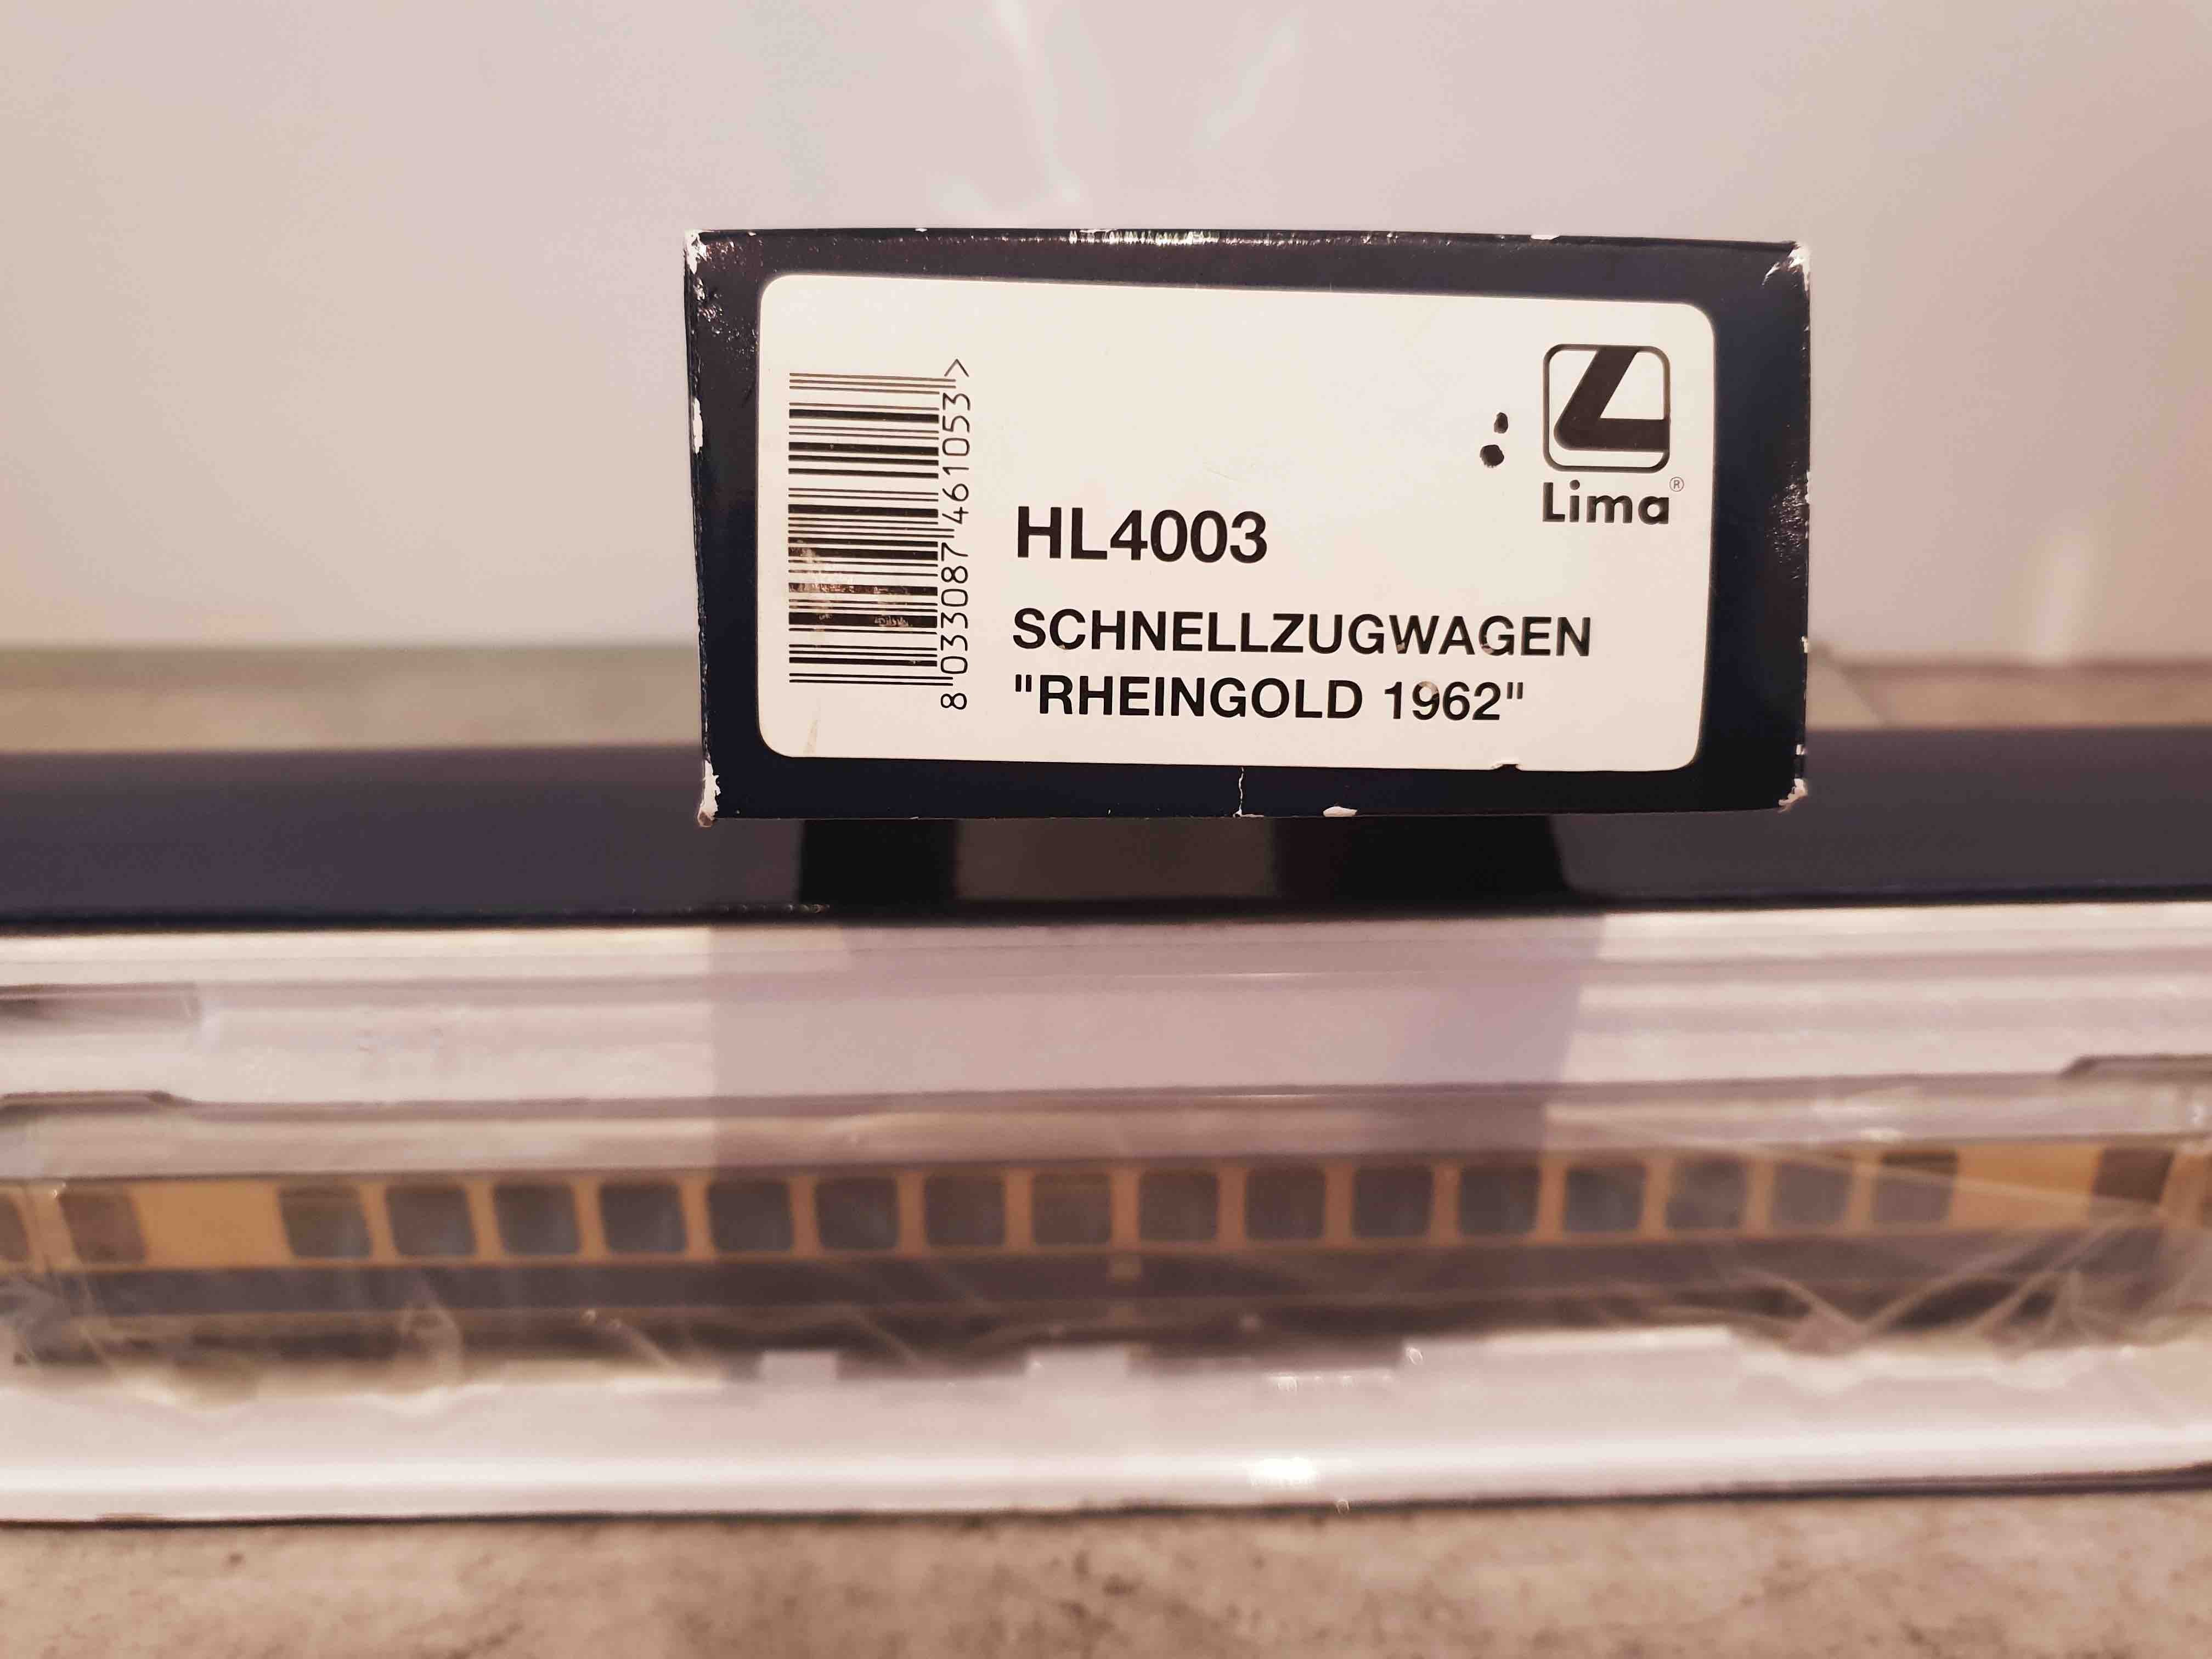 Lima®
HL4003
SCHNELLZUGWAGEN
"RHEINGOLD 1962"
8 033087 461053 >